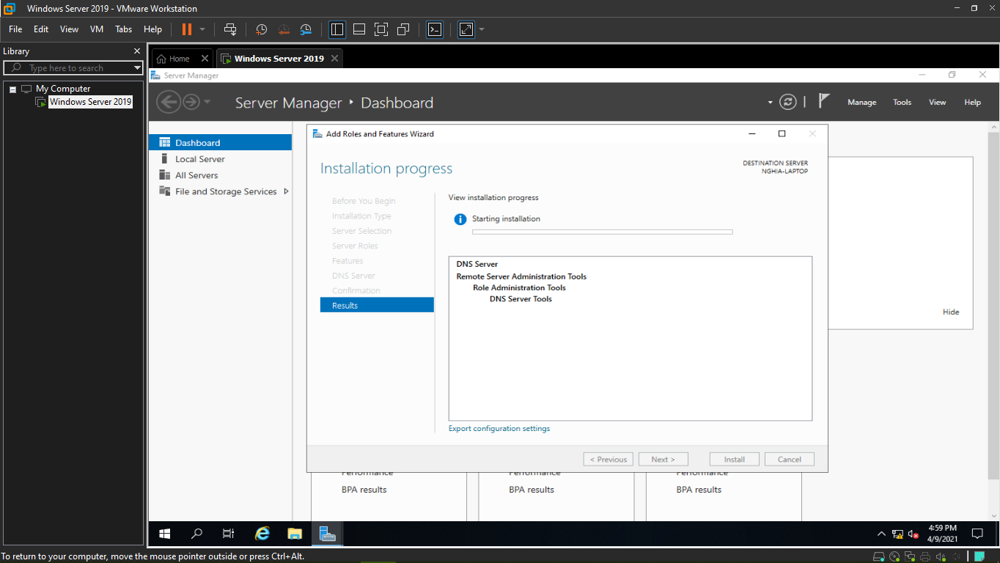 Windows Server 2019 - VMware Workstation
File Edit View VM Tabs Help
Library
Type here to search
My Computer
Windows Server 2019
Home
Windows Server 2019
Server Manager
Server Manager Dashboard
Manage Tools View Help
Dashboard
Local Server
All Servers
File and Storage Services
Add Roles and Features Wizard
Installation progress
DESTINATION SERVER
NGHIA-LAPTOP
Before You Begin
Installation Type
Server Selection
Server Roles
Features
DNS Server
Confirmation
Results
View installation progress
Starting installation
DNS Server
Remote Server Administration Tools
Role Administration Tools
DNS Server Tools
Export configuration settings
< Previous Next > Install Cancel
Hide
Performance Performance Performance
BPA results BPA results BPA results
4:59 PM
4/9/2021
To return to your computer, move the mouse pointer outside or press Ctrl+Alt.